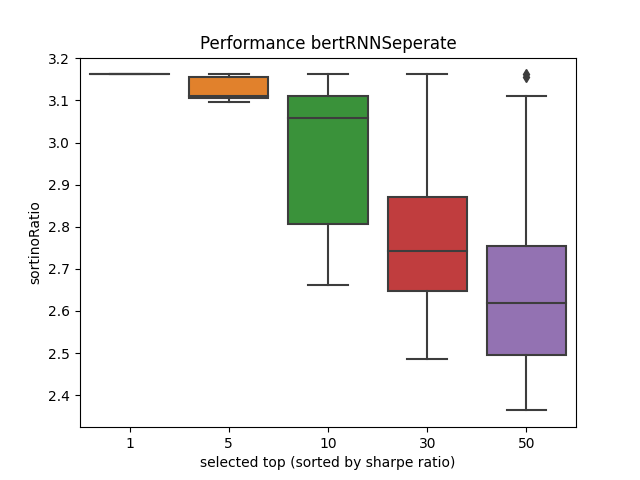 Performance bertRNNSeperate
3.2
3.1
3.0
2.9
2.8
2.7
2.6
2.5
2.4
sortinoRatio
1 5 10 30 50
selected top (sorted by sharpe ratio)